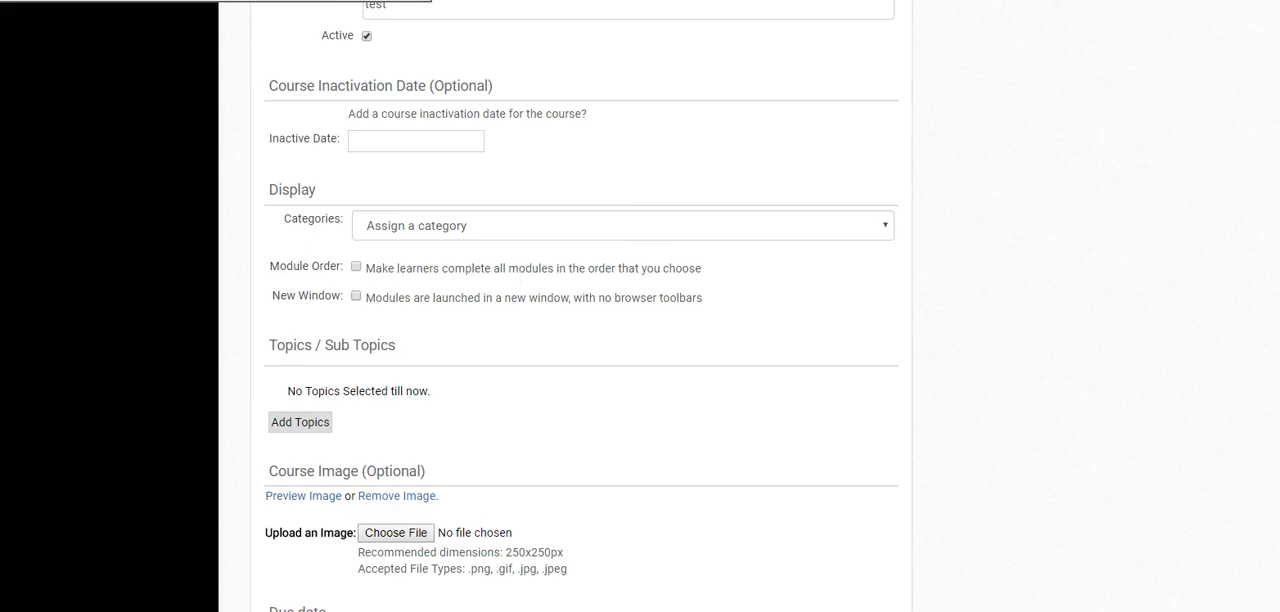 test
Active
Course Inactivation Date (Optional)
Add a course inactivation date for the course?
Inactive Date:
Display
Categories: Assign a category
Module Order: Make learners complete all modules in the order that you choose
New Window: Modules are launched in a new window, with no browser toolbars
Topics / Sub Topics
No Topics Selected till now.
Add Topics
Course Image (Optional)
Preview Image or Remove Image.
Upload an Image: Choose File No file chosen
Recommended dimensions: 250x250px
Accepted File Types: .png, .gif, .jpg, .jpeg
Due date